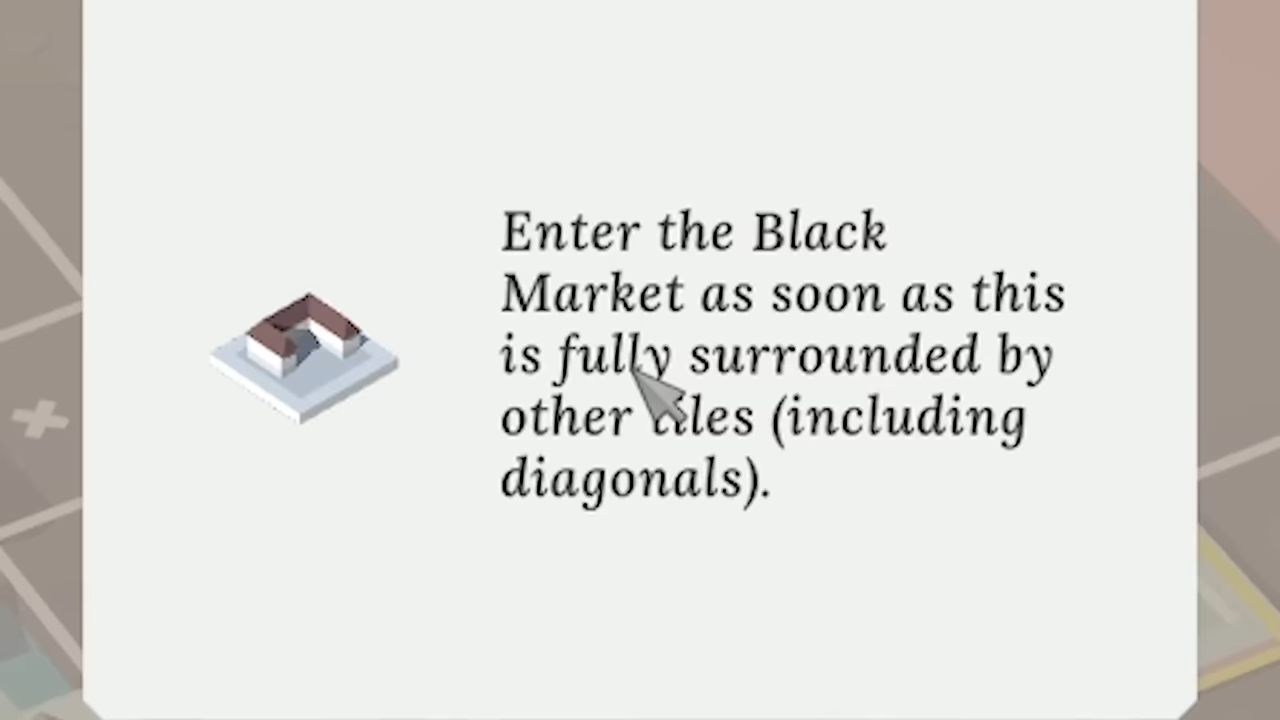 Enter the Black
Market as soon as this
is fully surrounded by
other tiles (including
diagonals).